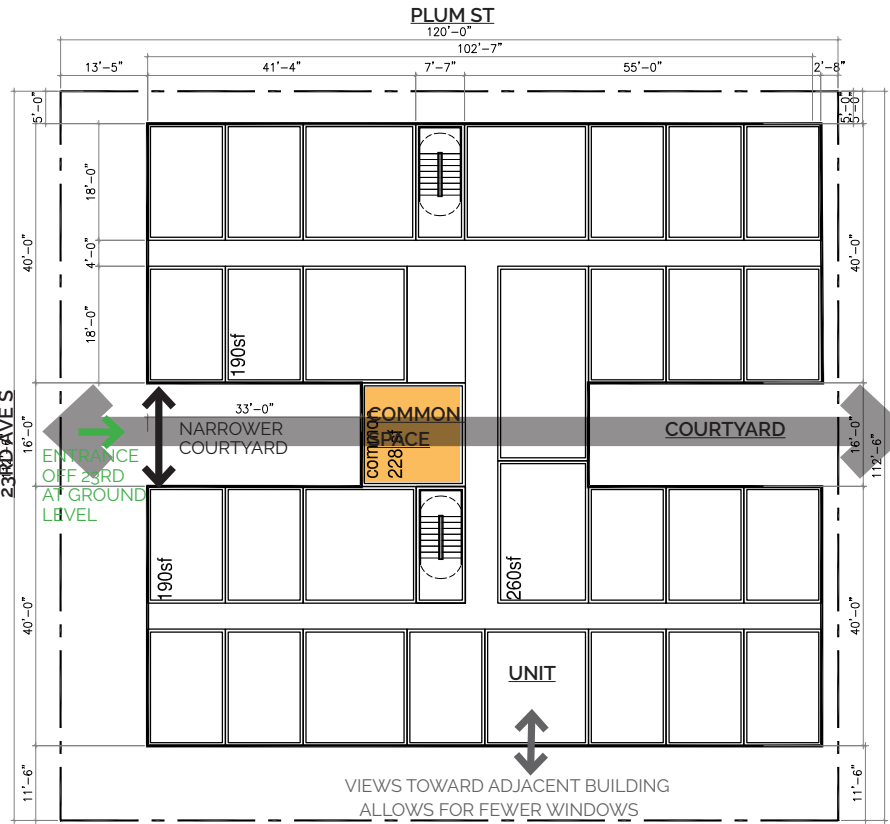 PLUM ST
120'-0"
102'-7"
13'-5"
41'-4"
7'-7"
55'-0"
2'-8"
5'-0"
5'-0"
5'-0"
18'-0"
40'-0"
4'-0"
40'-0"
18'-0"
190sf
23RD AVE S
16'-0"
33'-0"
NARROWER
COURTYARD
COMMON
SPACE
common
228sf
COURTYARD
16'-0"
112'-6"
ENTRANCE
OFF 23RD
AT GROUND
LEVEL
190sf
260sf
40'-0"
40'-0"
UNIT
VIEWS TOWARD ADJACENT BUILDING
ALLOWS FOR FEWER WINDOWS
11'-6"
11'-6"